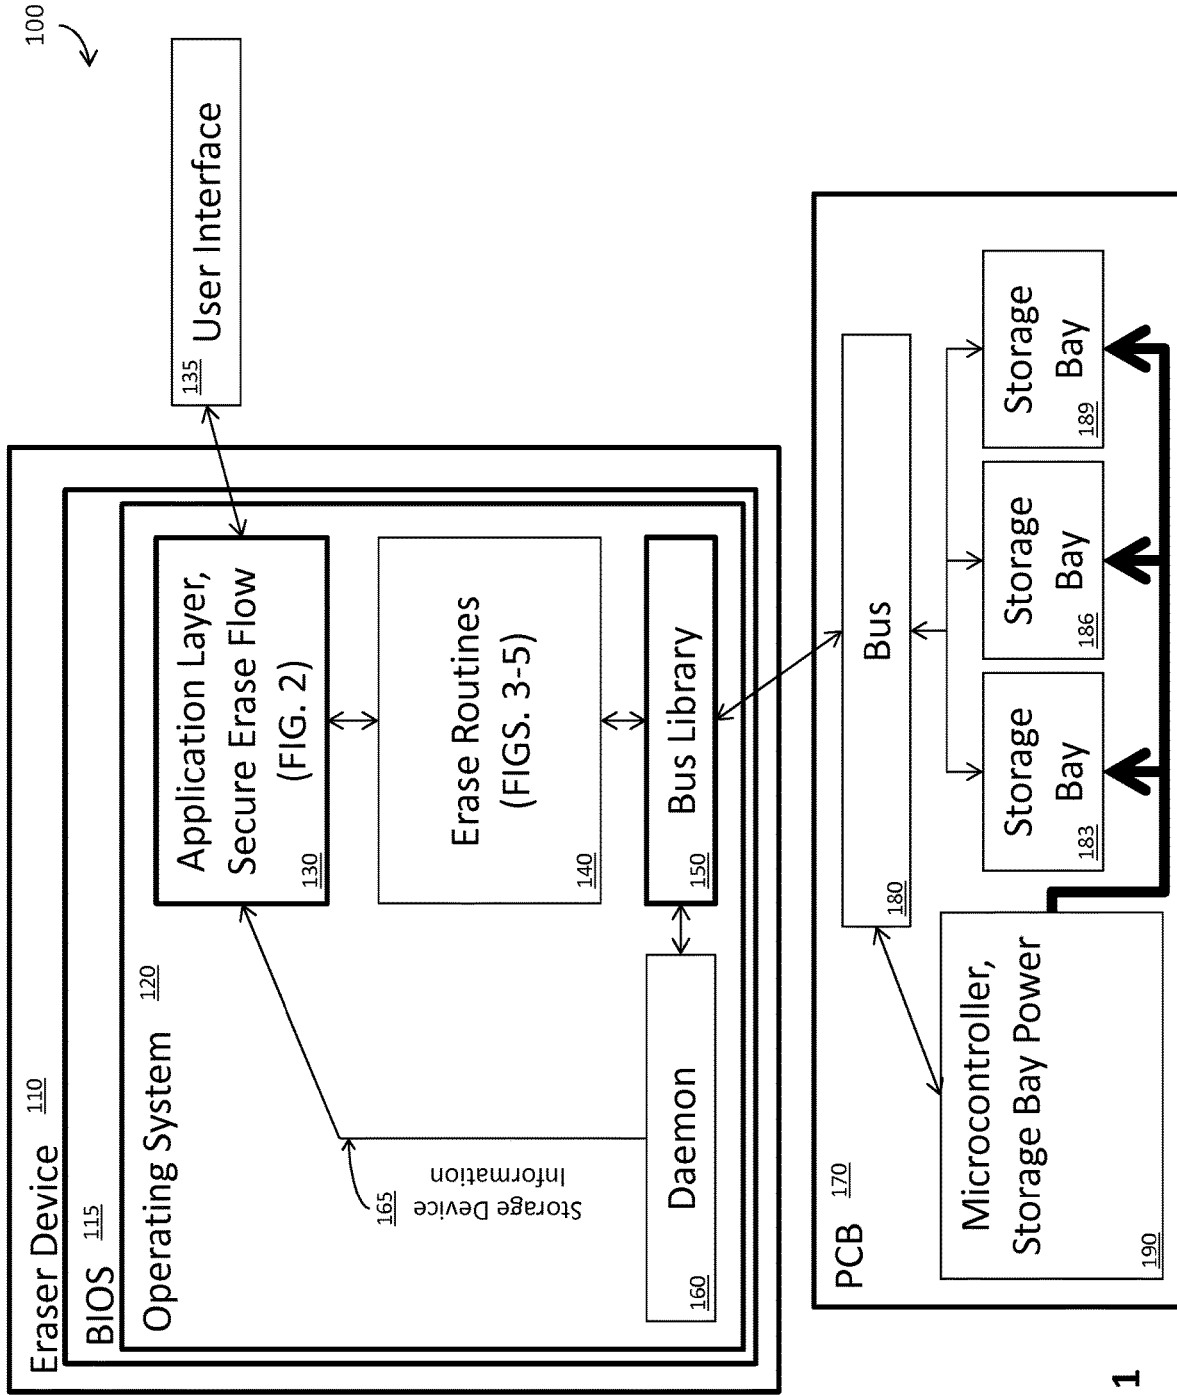 100
Eraser Device 110
BIOS 115
Operating System 120
Application Layer,
Secure Erase Flow
(FIG. 2)
130
User Interface
135
Erase Routines
(FIGS. 3-5)
140
Storage Device
Information
165
Daemon
160
Bus Library
150
PCB 170
Bus
180
Microcontroller,
Storage Bay Power
190
Storage
Bay
183
Storage
Bay
186
Storage
Bay
189
1